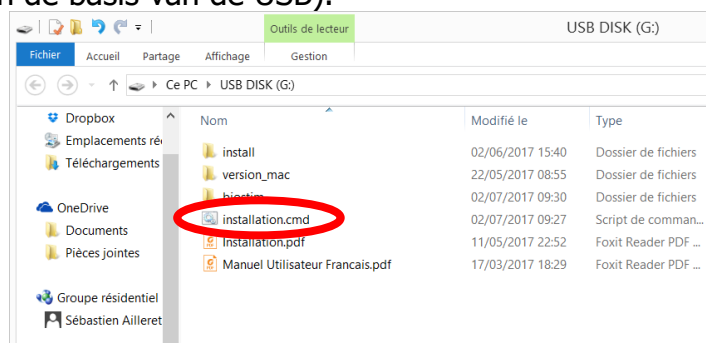 n de basis van de USB).
Outils de lecteur
USB DISK (G:)
Fichier Accueil Partage Affichage Gestion
Ce PC USB DISK (G:)
Dropbox
Emplacements ré
Téléchargements
OneDrive
Documents
Pièces jointes
Groupe résidentiel
Sébastien Ailleret
Nom Modifié le Type
install 02/06/2017 15:40 Dossier de fichiers
version_mac 22/05/2017 08:55 Dossier de fichiers
biostim 02/07/2017 09:30 Dossier de fichiers
installation.cmd 02/07/2017 09:27 Script de comman...
Installation.pdf 11/05/2017 22:52 Foxit Reader PDF ...
Manuel Utilisateur Francais.pdf 17/03/2017 18:29 Foxit Reader PDF ...